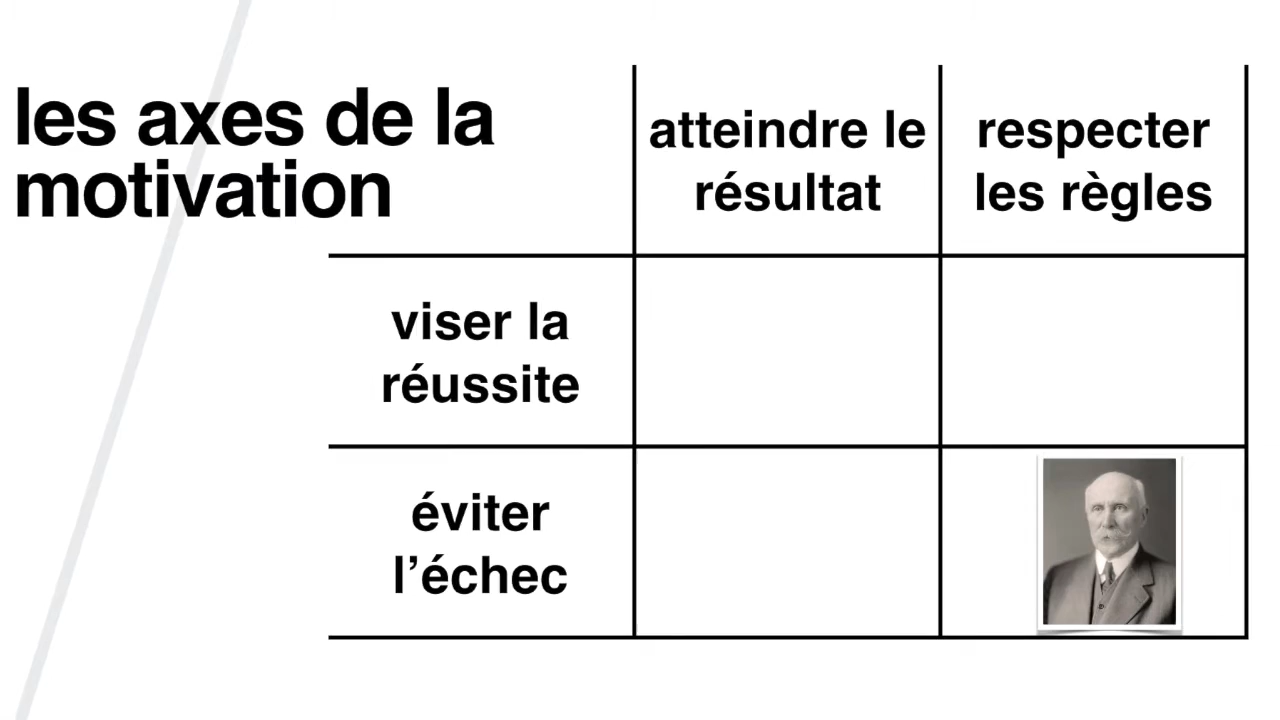 les axes de la
motivation
atteindre le
résultat
respecter
les règles
viser la
réussite
éviter
l’échec